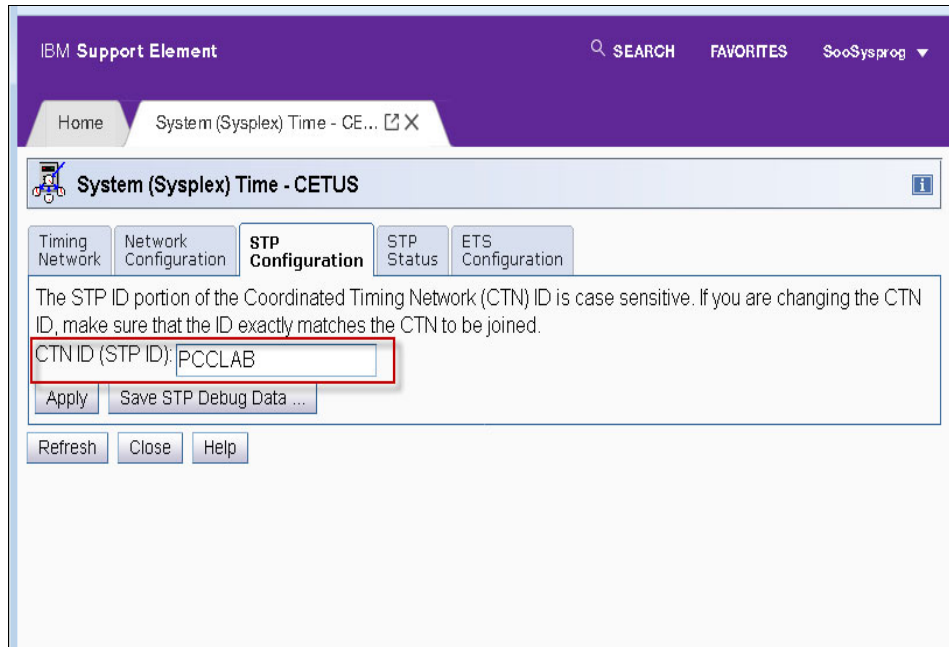 IBM Support Element
SEARCH FAVORITES SooSysprog
Home System (Sysplex) Time - CE...
System (Sysplex) Time - CETUS
Timing Network
Network Configuration
STP Configuration
STP Status
ETS Configuration
The STP ID portion of the Coordinated Timing Network (CTN) ID is case sensitive. If you are changing the CTN
ID, make sure that the ID exactly matches the CTN to be joined.
CTN ID (STP ID): PCCLAB
Apply Save STP Debug Data ...
Refresh Close Help